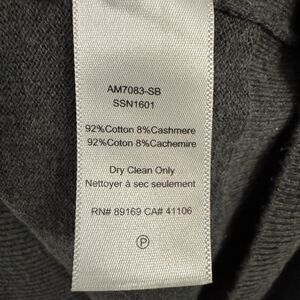 AM7083-SB
SSN1601
92%Cotton 8%Cashmere
92%Coton 8%Cachemire
Dry Clean Only
Nettoyer à sec seulement
RN# 89169 CA# 41106
P